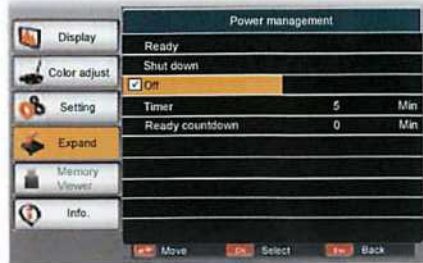 Power management
Display
Color adjust
Setting
Expand
Memory
Viewer
Info.
Ready
Shut down
Off
Timer 5 Min
Ready countdown 0 Min
Move Select Back